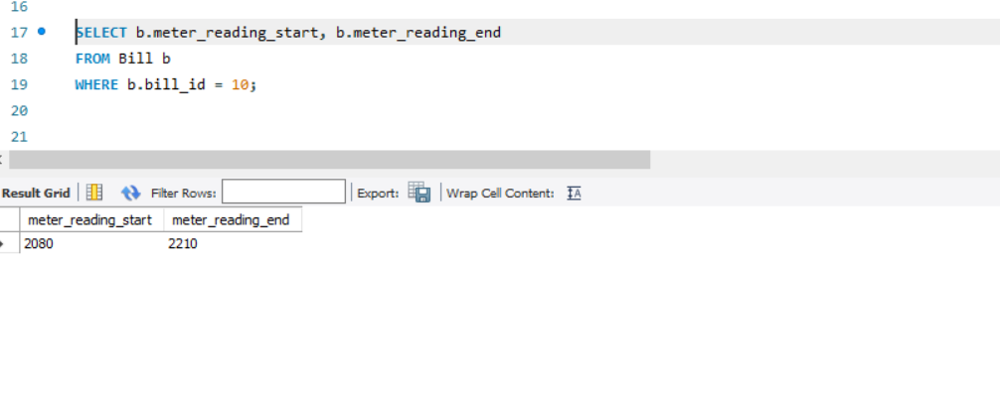 16
17 SELECT b.meter_reading_start, b.meter_reading_end
18 FROM Bill b
19 WHERE b.bill_id = 10;
20
21
Result Grid Filter Rows: Export: Wrap Cell Content:
meter_reading_start meter_reading_end
2080 2210